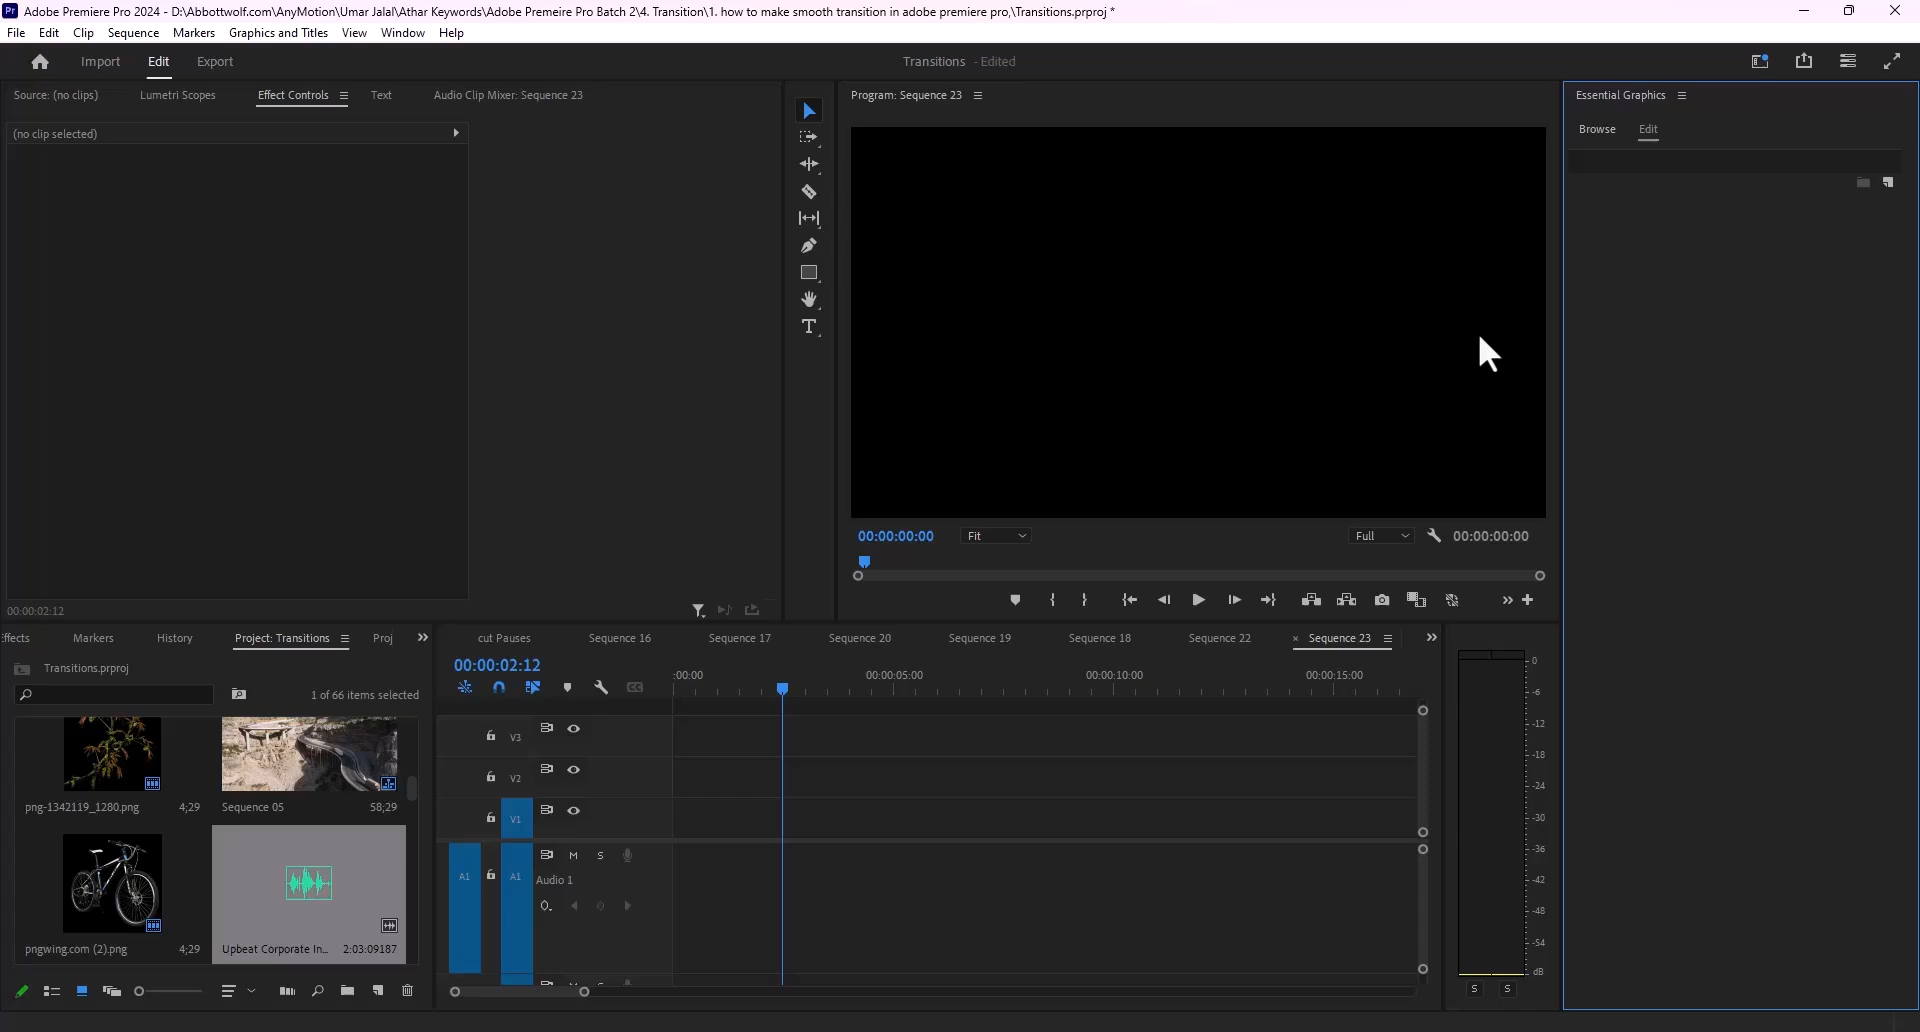 Pr Adobe Premiere Pro 2024 - D:\Abbottwolf.com\AnyMotion\Umar Jalal\Athar Keywords\Adobe Premeire Pro Batch 2\4. Transition\1. how to make smooth transition in adobe premiere pro,\Transitions.prproj *
File Edit Clip Sequence Markers Graphics and Titles View Window Help
Import Edit Export Transitions - Edited
Source: (no clips) Lumetri Scopes Effect Controls Text Audio Clip Mixer: Sequence 23
Program: Sequence 23
Essential Graphics
Browse Edit
(no clip selected)
00:00:00:00 Fit Full 00:00:00:00
00:00:02:12
ffects Markers History Project: Transitions Proj
cut Pauses Sequence 16 Sequence 17 Sequence 20 Sequence 19 Sequence 18 Sequence 22 × Sequence 23
Transitions.prproj
1 of 66 items selected
png-1342119_1280.png 4;29
Sequence 05 58;29
pngwing.com (2).png 4;29
Upbeat Corporate In... 2:03:09187
00:00:02:12
:00:00 00:00:05:00 00:00:10:00 00:00:15:00
V3
V2
V1
A1 A1 M S
Audio 1
M S
0
-6
-12
-18
-24
-30
-36
-42
-48
-54
dB
S S